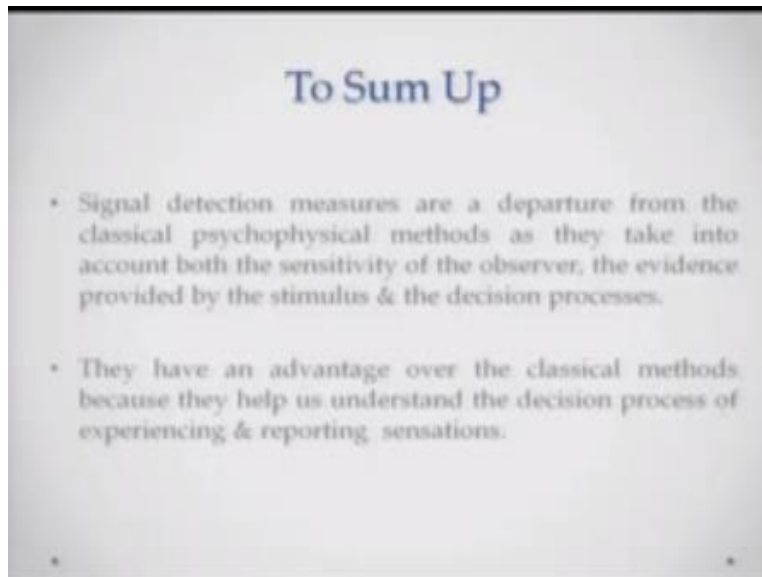 To Sum Up
• Signal detection measures are a departure from the
classical psychophysical methods as they take into
account both the sensitivity of the observer, the evidence
provided by the stimulus & the decision processes.
• They have an advantage over the classical methods
because they help us understand the decision process of
experiencing & reporting sensations.